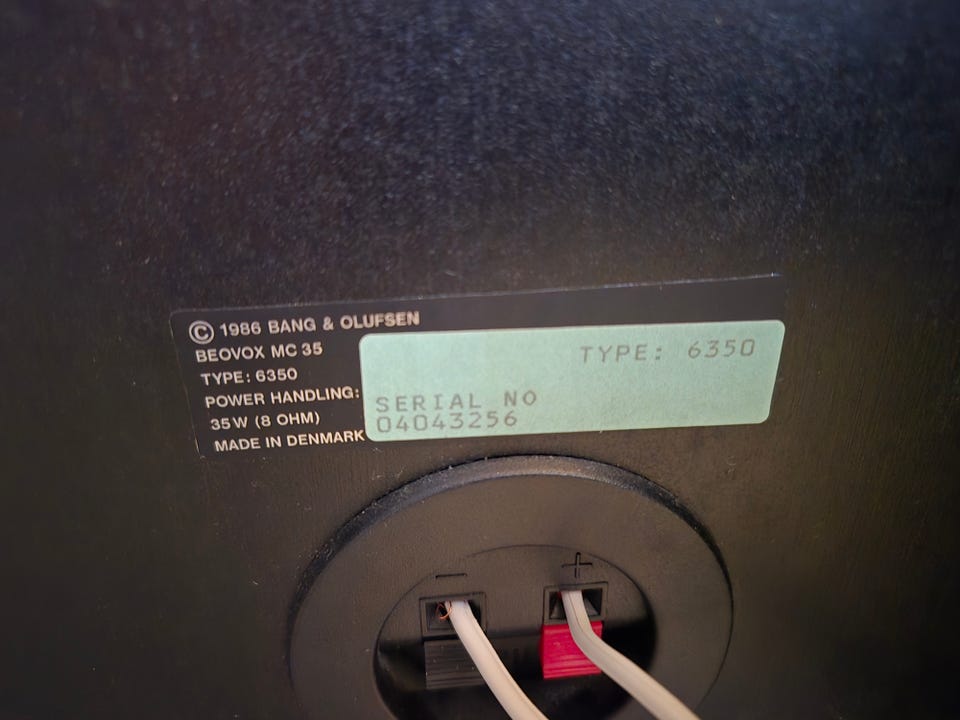 © 1986 BANG & OLUFSEN
BEOVOX MC 35
TYPE: 6350
POWER HANDLING:
35W (8 OHM)
MADE IN DENMARK
TYPE: 6350
SERIAL NO
04043256
− +